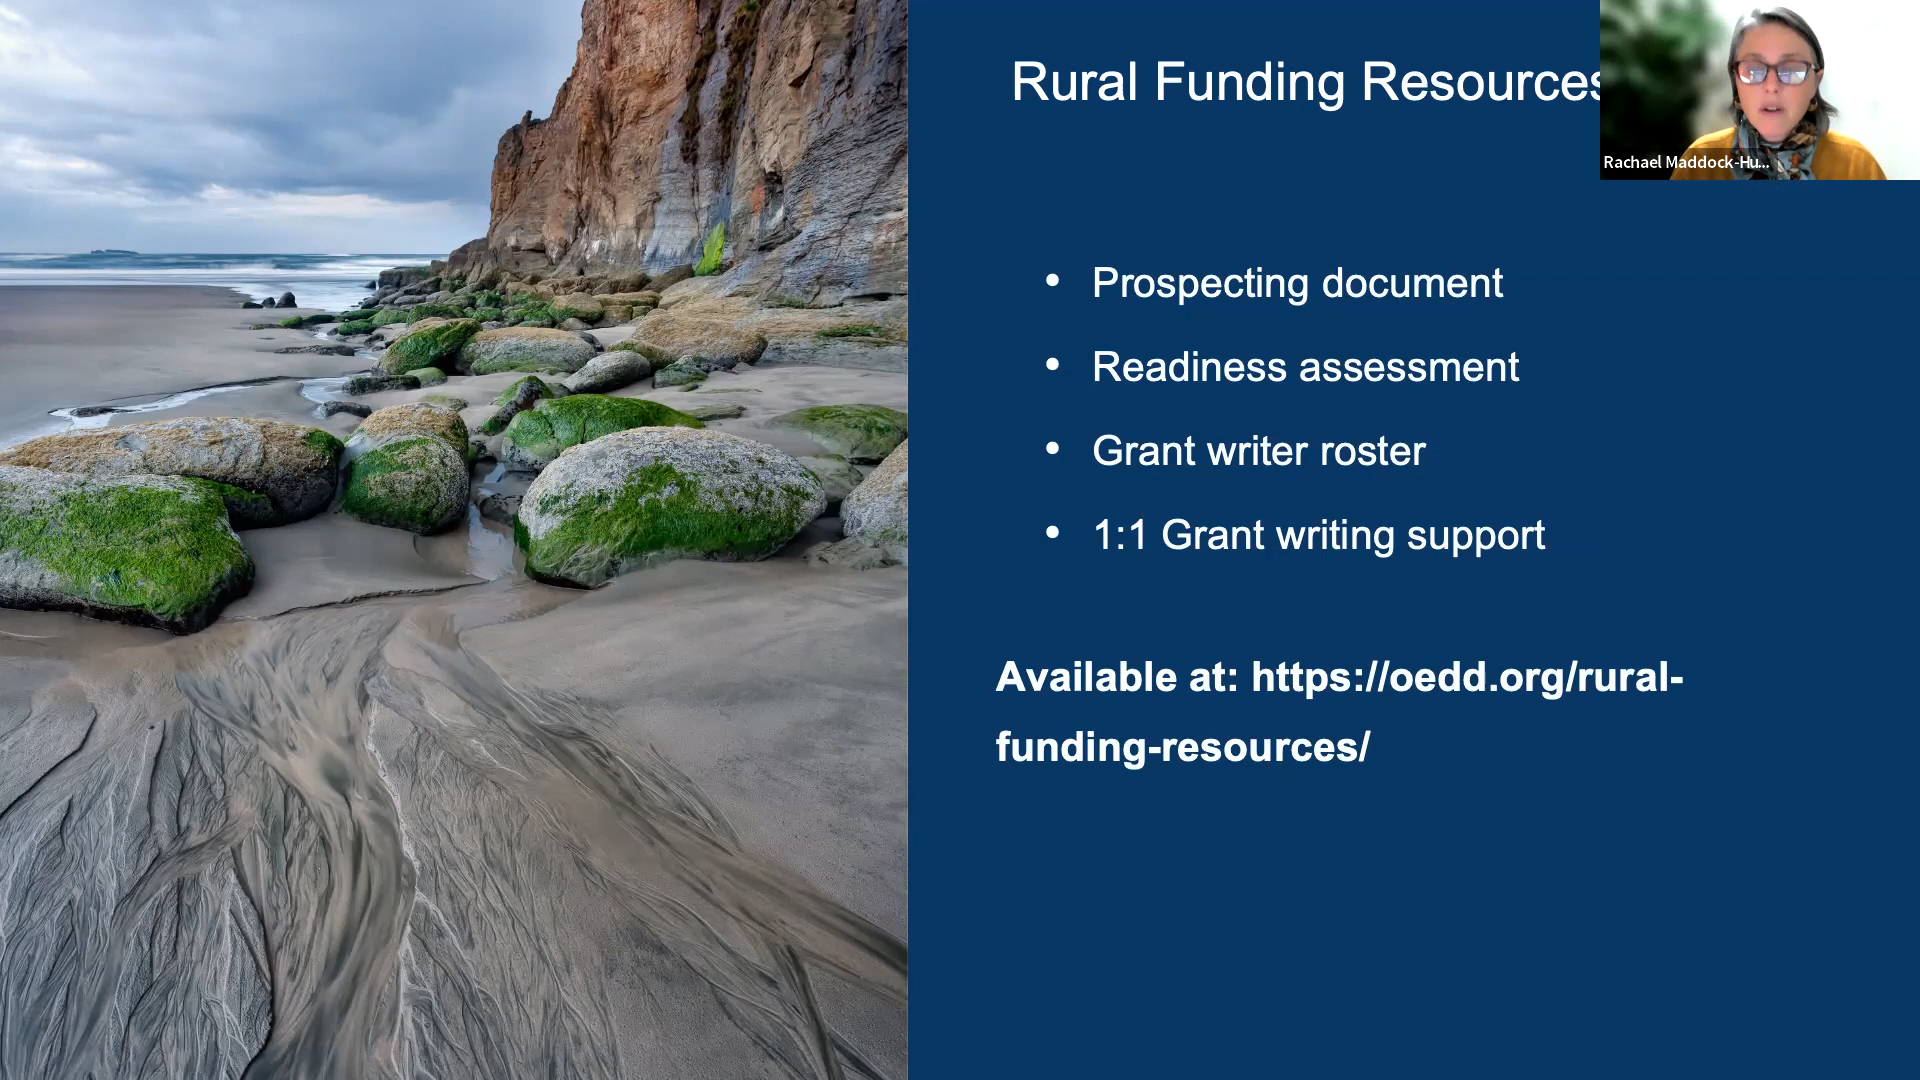 Rural Funding Resources
Rachael Maddock-Hu...
• Prospecting document
• Readiness assessment
• Grant writer roster
• 1:1 Grant writing support
Available at: https://oedd.org/rural-
funding-resources/